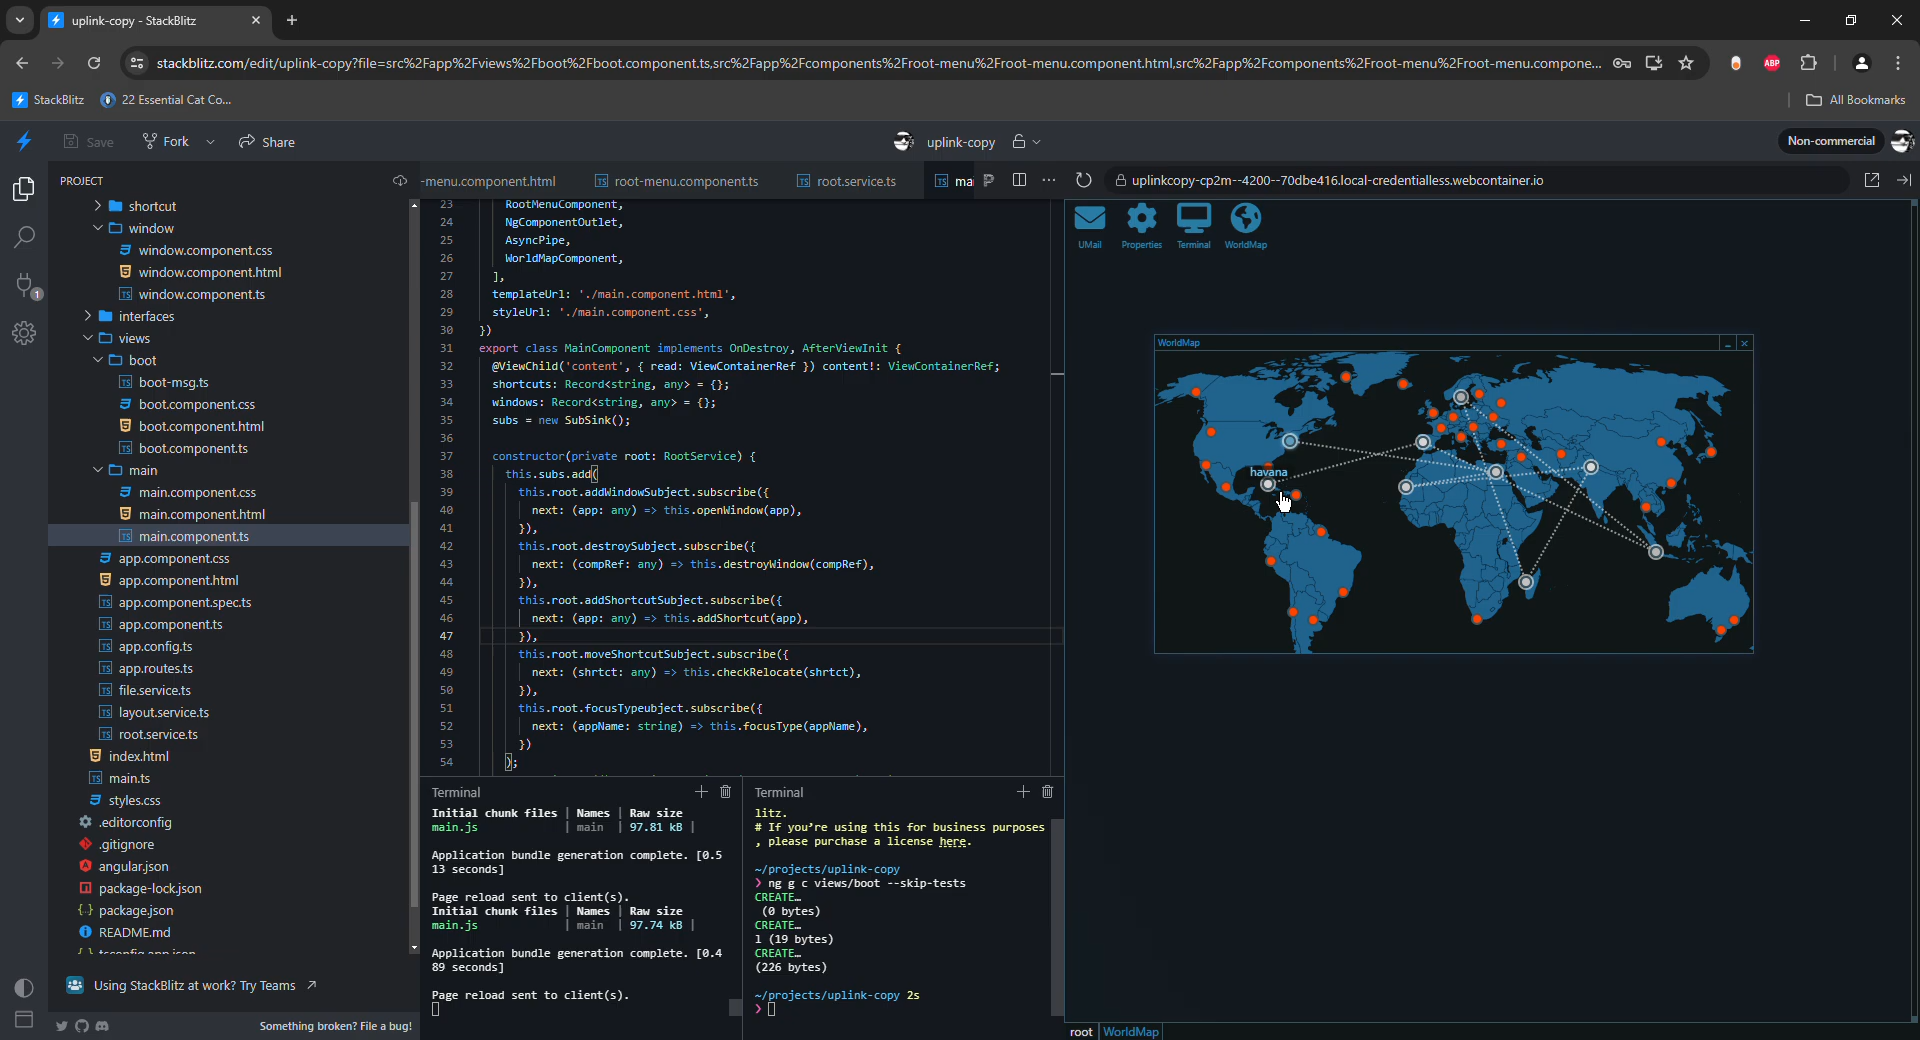 uplink-copy - StackBlitz
stackblitz.com/edit/uplink-copy?file=src%2Fapp%2Fviews%2Fboot%2Fboot.component.ts,src%2Fapp%2Fcomponents%2Froot-menu%2Froot-menu.component.html,src%2Fapp%2Fcomponents%2Froot-menu%2Froot-menu.compone...
ABP
StackBlitz
22 Essential Cat Co...
All Bookmarks
Save
Fork
Share
uplink-copy
Non-commercial
PROJECT
shortcut
window
window.component.css
window.component.html
window.component.ts
interfaces
views
boot
boot-msg.ts
boot.component.css
boot.component.html
boot.component.ts
main
main.component.css
main.component.html
main.component.ts
app.component.css
app.component.html
app.component.spec.ts
app.component.ts
app.config.ts
app.routes.ts
file.service.ts
layout.service.ts
root.service.ts
index.html
main.ts
styles.css
.editorconfig
.gitignore
angular.json
package-lock.json
package.json
README.md
tsconfig.app.json
Using StackBlitz at work? Try Teams
Something broken? File a bug!
1
-menu.component.html
root-menu.component.ts
root.service.ts
ma
23 RootMenuComponent,
24 NgComponentOutlet,
25 AsyncPipe,
26 WorldMapComponent,
27 ],
28 templateUrl: './main.component.html',
29 styleUrl: './main.component.css',
30 })
31 export class MainComponent implements OnDestroy, AfterViewInit {
32 @ViewChild('content', { read: ViewContainerRef }) content!: ViewContainerRef;
33 shortcuts: Record<string, any> = {};
34 windows: Record<string, any> = {};
35 subs = new SubSink();
36
37 constructor(private root: RootService) {
38 this.subs.add(
39 this.root.addWindowSubject.subscribe({
40 next: (app: any) => this.openWindow(app),
41 }),
42 this.root.destroySubject.subscribe({
43 next: (compRef: any) => this.destroyWindow(compRef),
44 }),
45 this.root.addShortcutSubject.subscribe({
46 next: (app: any) => this.addShortcut(app),
47 }),
48 this.root.moveShortcutSubject.subscribe({
49 next: (shrtct: any) => this.checkRelocate(shrtct),
50 }),
51 this.root.focusTypeubject.subscribe({
52 next: (appName: string) => this.focusType(appName),
53 })
54 );
Terminal
Initial chunk files | Names | Raw size
main.js | main | 97.81 kB |
Application bundle generation complete. [0.5
13 seconds]
Page reload sent to client(s).
Initial chunk files | Names | Raw size
main.js | main | 97.74 kB |
Application bundle generation complete. [0.4
89 seconds]
Page reload sent to client(s).
Terminal
litz.
# If you're using this for business purposes
, please purchase a license here.
~/projects/uplink-copy
❯ ng g c views/boot --skip-tests
CREATE…
(0 bytes)
CREATE…
l (19 bytes)
CREATE…
(226 bytes)
~/projects/uplink-copy 2s
❯
uplinkcopy-cp2m--4200--70dbe416.local-credentialless.webcontainer.io
UMail
Properties
Terminal
WorldMap
WorldMap
havana
root
WorldMap